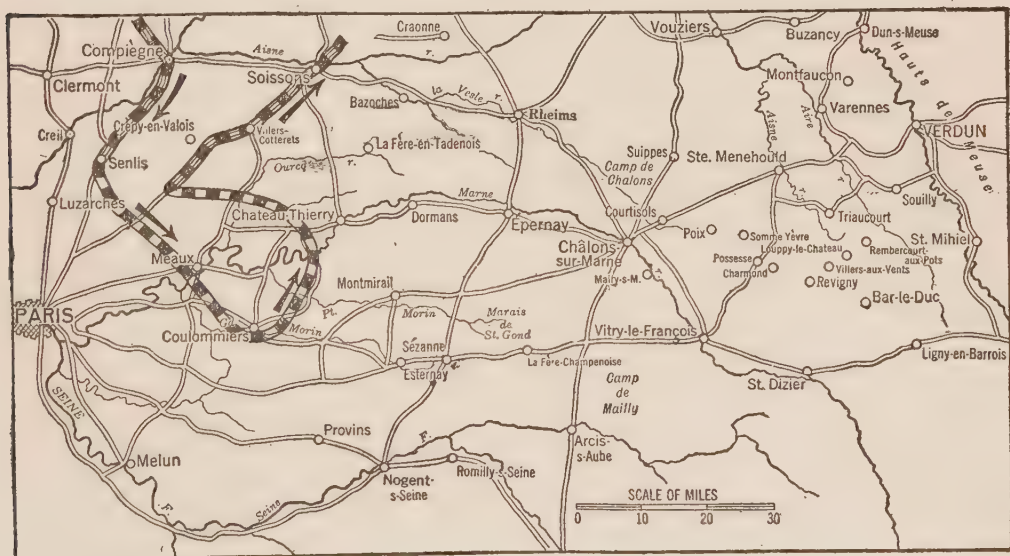 Craonne
Vouziers
Buzancy
Dun-s-Meuse
Compiègne
Aisne
r.
Hauts de
Meuse
Clermont
Soissons
Montfaucon
Bazoches
la
Vesle
r.
Rheims
Aisne
Aire
Varennes
Creil
Crépy-en-Valois
Villers-
Cotterets
VERDUN
La Fère-en-Tadenois
Senlis
Ourcq
r.
Suippes
Ste. Menehould
Camp de
Chalons
Luzarches
Chateau-Thierry
Marne
Dormans
Epernay
Courtisols
Souilly
Triaucourt
Poix
Somme Yèvre
St. Mihiel
Châlons
sur-Marne
Louppy-le-Chateau
Rembercourt-
aux-Pots
Meaux
Possesse
Charmond
Villers-aux-Vents
Mairy-s-M.
r.
Revigny
Montmirail
Bar-le-Duc
PARIS
Pt.
Morin
Marais
de
St. Gond
Gd.
Morin
Coulommiers
Vitry-le-François
Sézanne
Esternay
La Fère-Champenoise
Ligny-en-Barrois
St. Dizier
SEINE
Camp
de
Mailly
Provins
F.
Arcis-
s-Aube
Melun
Nogent-
s-Seine
Romilly-s-Seine
F.
Seine
SCALE OF MILES
0 10 20 30